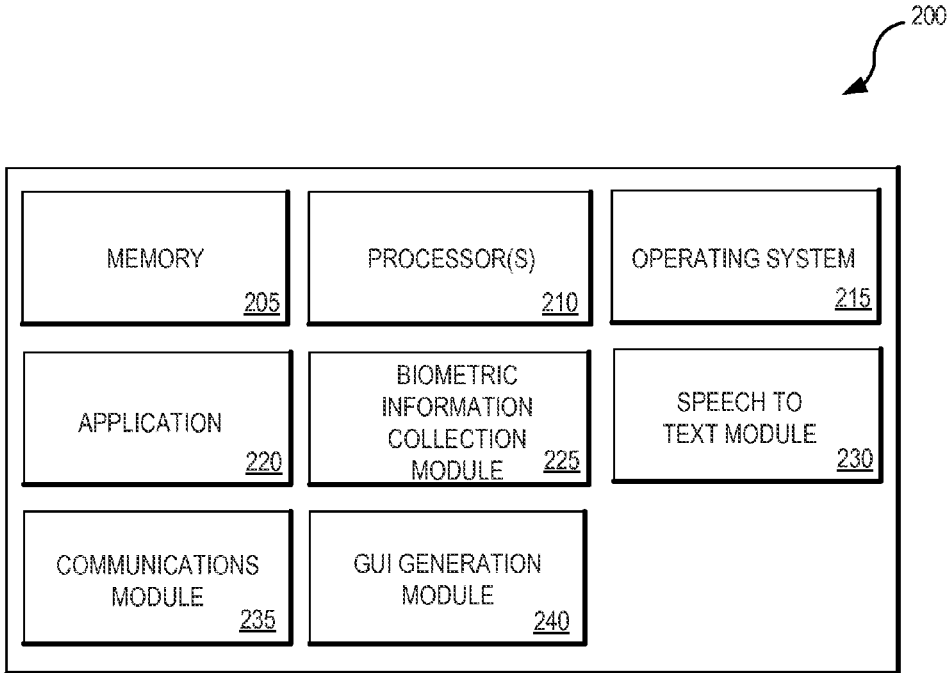 200
MEMORY
205
PROCESSOR(S)
210
OPERATING SYSTEM
215
APPLICATION
220
BIOMETRIC
INFORMATION
COLLECTION
MODULE
225
SPEECH TO
TEXT MODULE
230
COMMUNICATIONS
MODULE
235
GUI GENERATION
MODULE
240